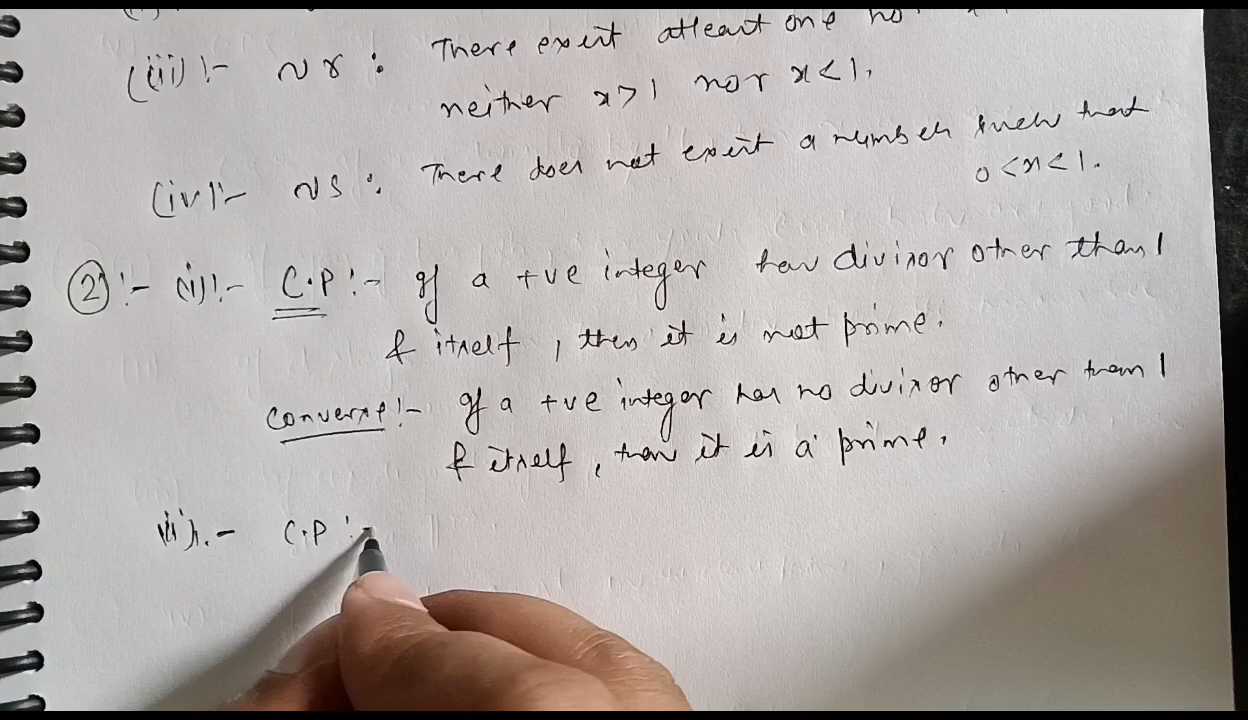 (iii) :- ~ r : There exist atleast one no
neither x > 1 nor x < 1.
(iv) :- ~ s : There does not exist a number such that
0 < x < 1.
(2) :- (i) :- C.P :- If a +ve integer has divisor other than 1
& itself, then it is not prime.
converse :- If a +ve integer has no divisor other than 1
& itself, then it is a prime.
(ii) :- C.P :-